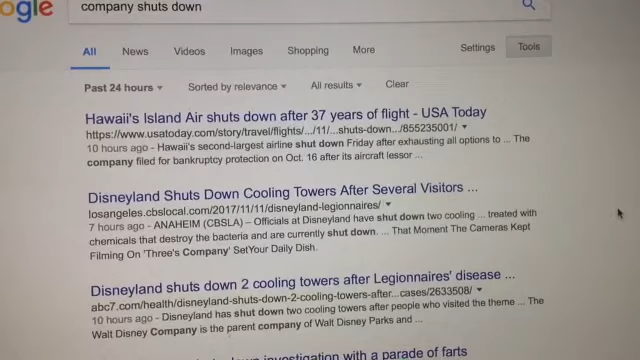 ogle
company shuts down
All News Videos Images Shopping More Settings Tools
Past 24 hours Sorted by relevance All results Clear
Hawaii's Island Air shuts down after 37 years of flight - USA Today
https://www.usatoday.com/story/travel/flights/.../11/...shuts-down.../855235001/
10 hours ago - Hawaii's second-largest airline shut down Friday after exhausting all options to ... The
company filed for bankruptcy protection on Oct. 16 after its aircraft lessor ...
Disneyland Shuts Down Cooling Towers After Several Visitors ...
losangeles.cbslocal.com/2017/11/11/disneyland-legionnaires/
7 hours ago - ANAHEIM (CBSLA) – Officials at Disneyland have shut down two cooling ... treated with
chemicals that destroy the bacteria and are currently shut down. ... That Moment The Cameras Kept
Filming On 'Three's Company' SetYour Daily Dish.
Disneyland shuts down 2 cooling towers after Legionnaires' disease ...
abc7.com/health/disneyland-shuts-down-2-cooling-towers-after...cases/2633508/
10 hours ago - Disneyland has shut down two cooling towers after people who visited the theme ... The
Walt Disney Company is the parent company of Walt Disney Parks and ...
down investigation with a parade of farts